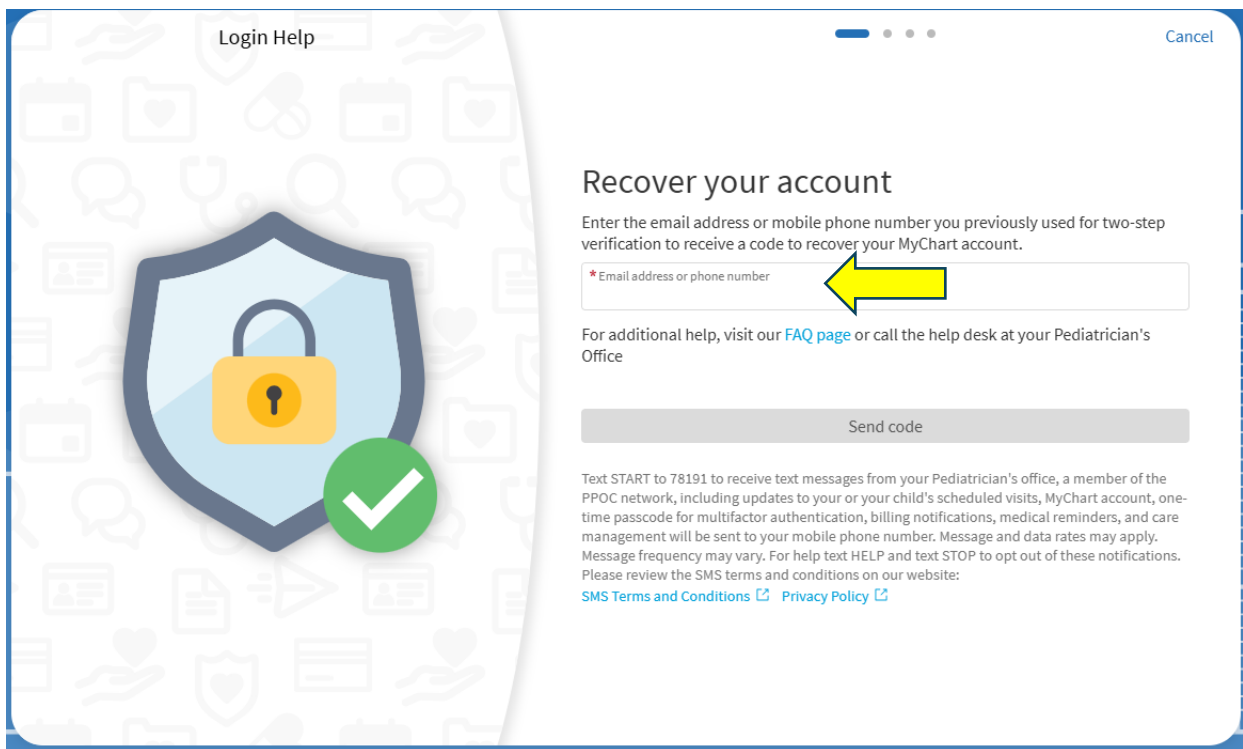 Login Help
Cancel
Recover your account
Enter the email address or mobile phone number you previously used for two-step
verification to receive a code to recover your MyChart account.
*Email address or phone number
For additional help, visit our FAQ page or call the help desk at your Pediatrician's
Office
Send code
Text START to 78191 to receive text messages from your Pediatrician's office, a member of the
PPOC network, including updates to your or your child's scheduled visits, MyChart account, one-
time passcode for multifactor authentication, billing notifications, medical reminders, and care
management will be sent to your mobile phone number. Message and data rates may apply.
Message frequency may vary. For help text HELP and text STOP to opt out of these notifications.
Please review the SMS terms and conditions on our website:
SMS Terms and Conditions Privacy Policy